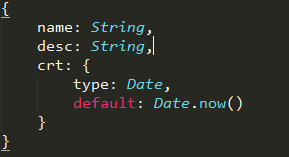 {
    name: String,
    desc: String,
    crt: {
        type: Date,
        default: Date.now()
    }
}